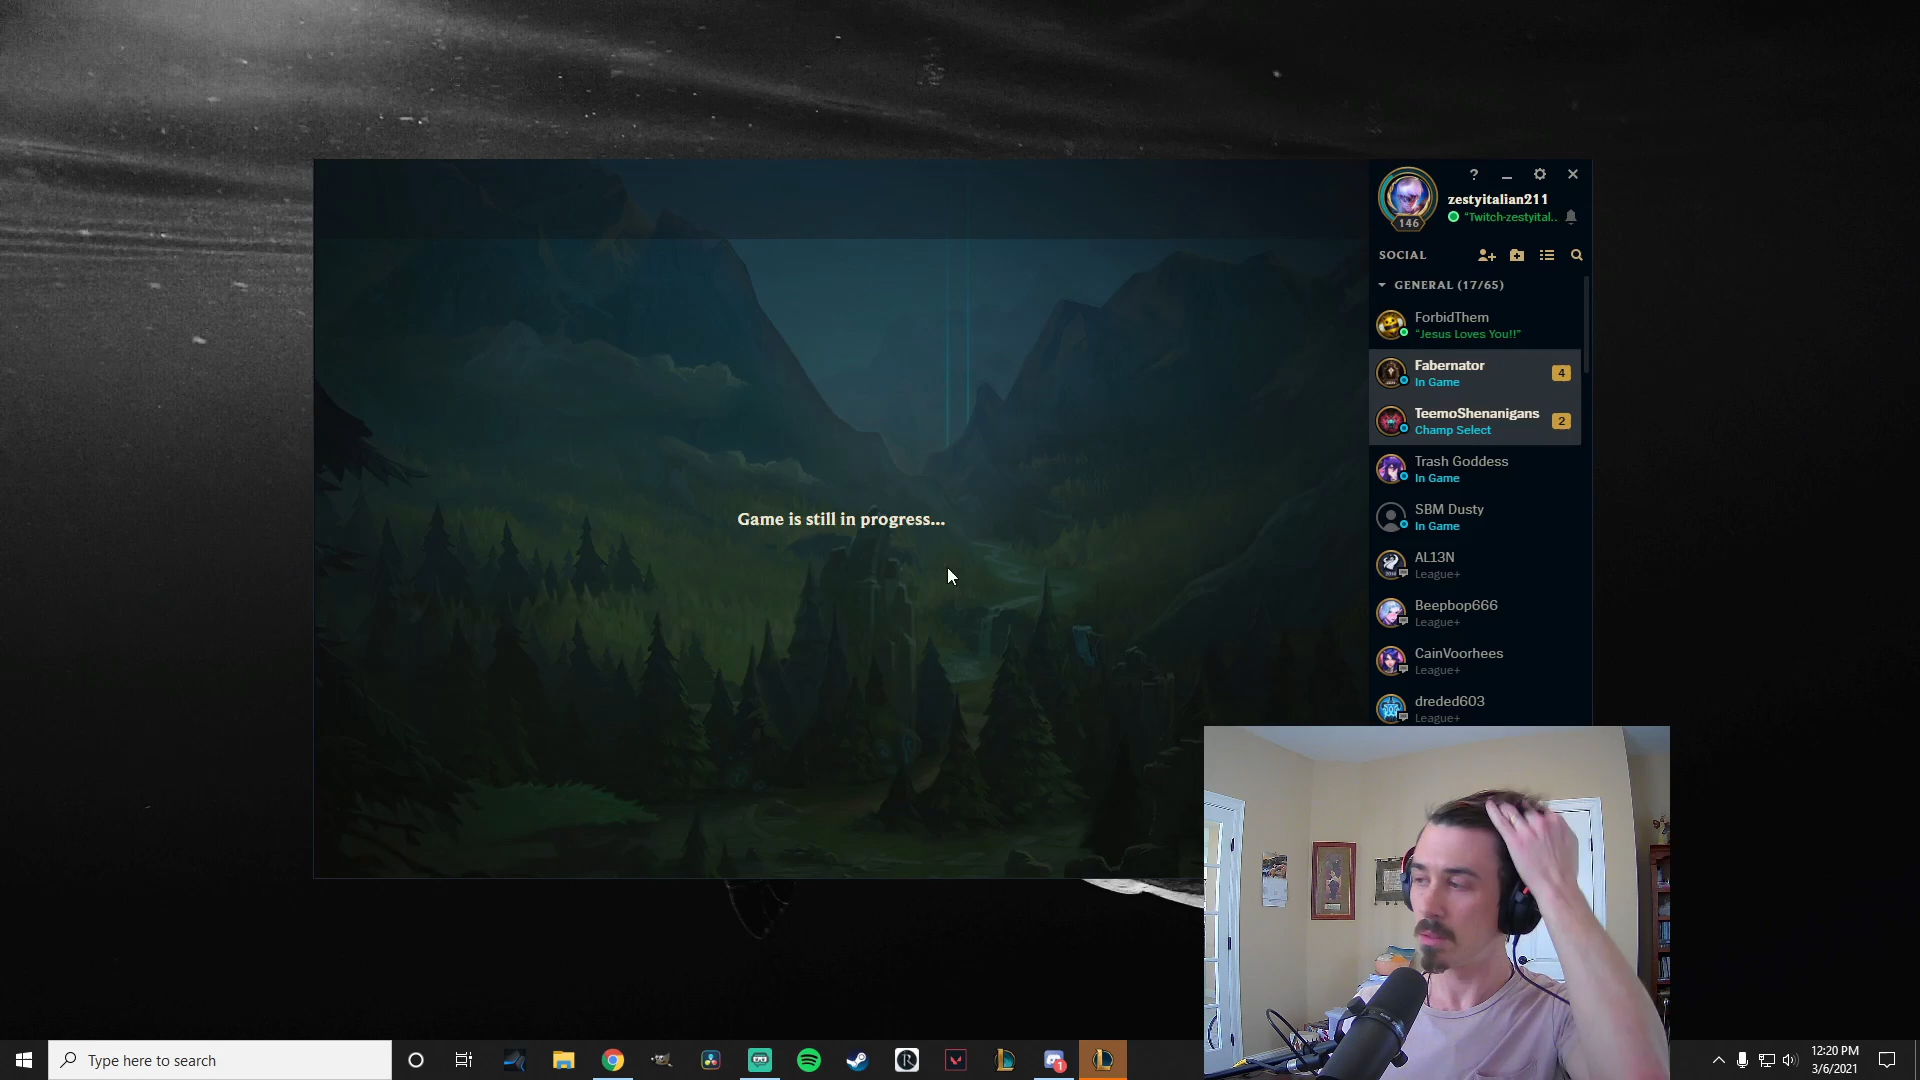 zestyitalian211
146
"Twitch-zestyital..
SOCIAL
GENERAL (17/65)
ForbidThem
"Jesus Loves You!!"
Fabernator
In Game
4
TeemoShenanigans
Champ Select
2
Trash Goddess
In Game
SBM Dusty
In Game
AL13N
League+
Beepbop666
League+
CainVoorhees
League+
dreded603
League+
Game is still in progress...
Type here to search
1
12:20 PM
3/6/2021